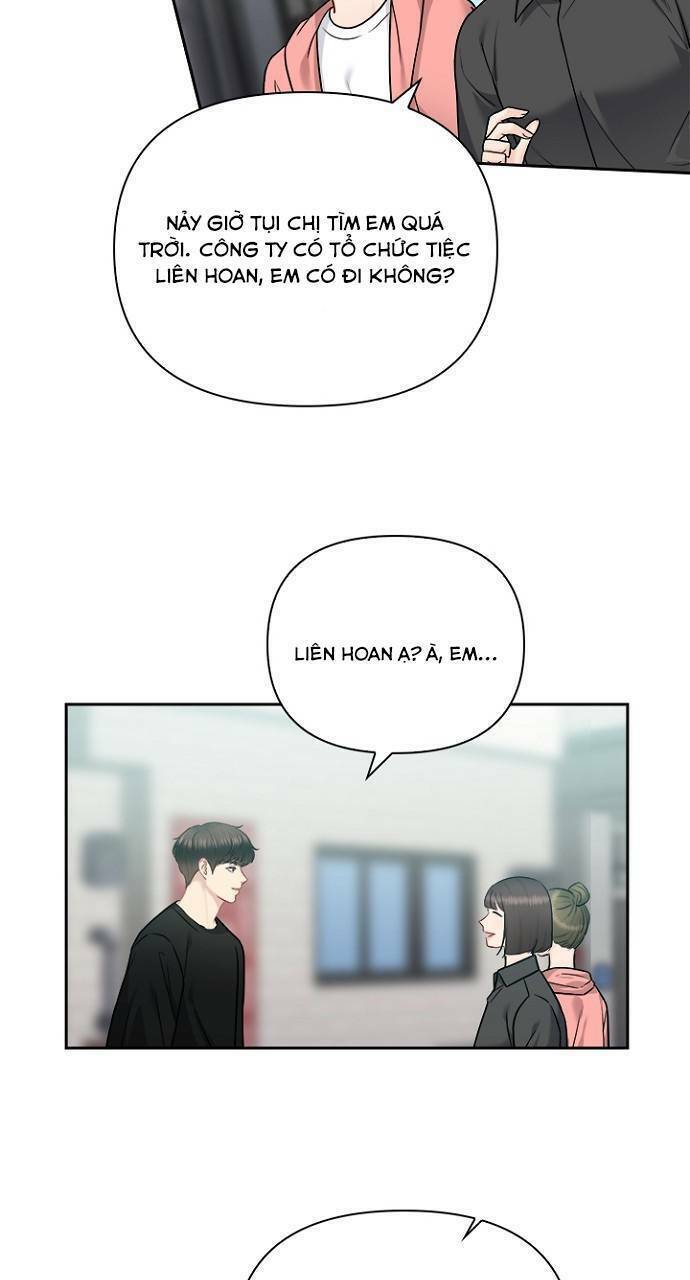 NẢY GIỜ TỤI CHỊ TÌM EM QUÁ
TRỜI. CÔNG TY CÓ TỔ CHỨC TIỆC
LIÊN HOAN, EM CÓ ĐI KHÔNG?
LIÊN HOAN Ạ? À, EM...